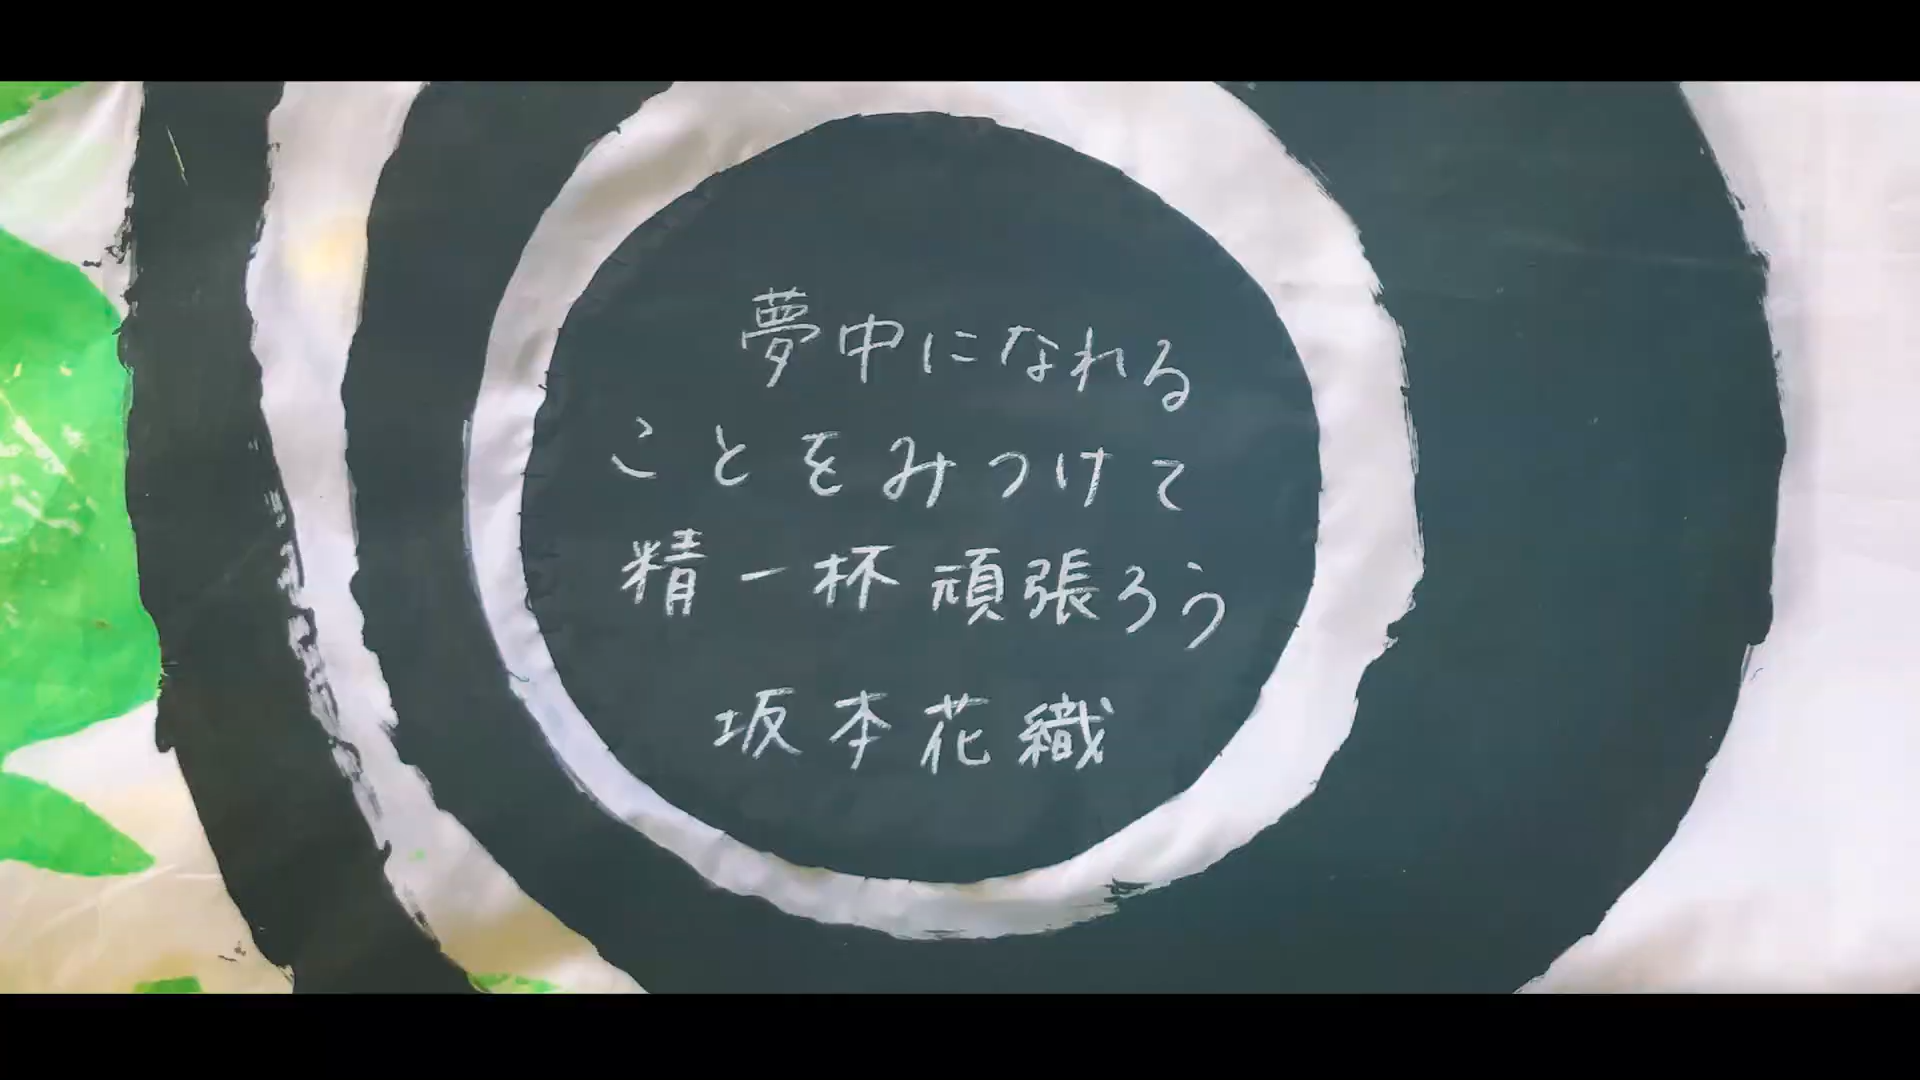 夢中になれる
ことをみつけて
精一杯頑張ろう
坂本花織